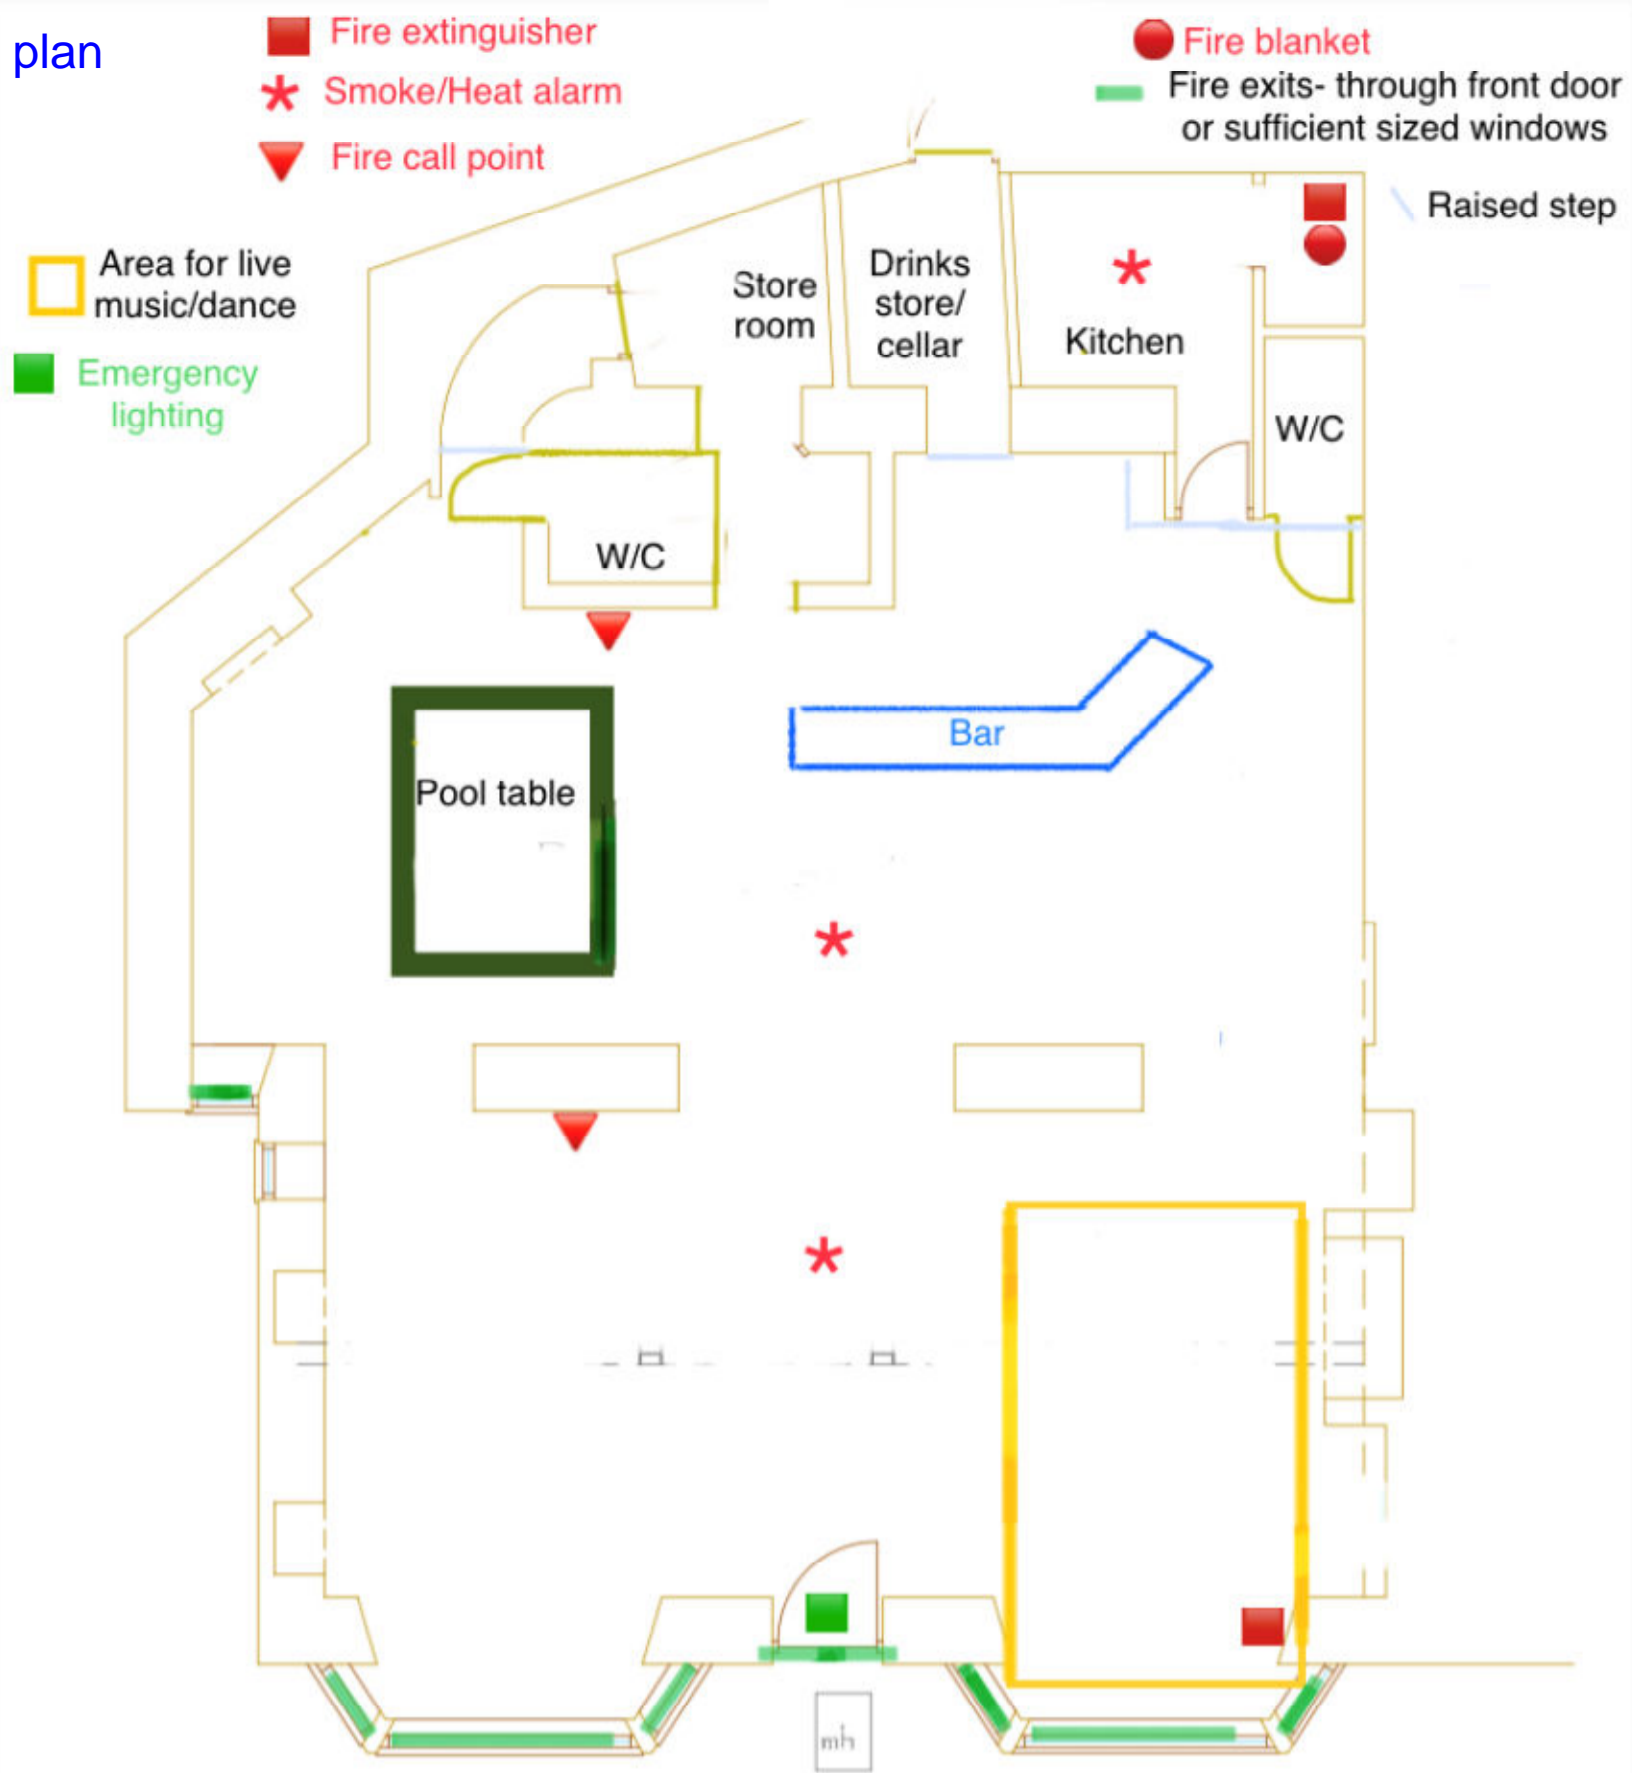 plan
Fire extinguisher
Smoke/Heat alarm
Fire call point
Fire blanket
Fire exits- through front door
or sufficient sized windows
Raised step
Area for live
music/dance
Emergency
lighting
Store
room
Drinks
store/
cellar
Kitchen
W/C
W/C
Bar
Pool table
mh